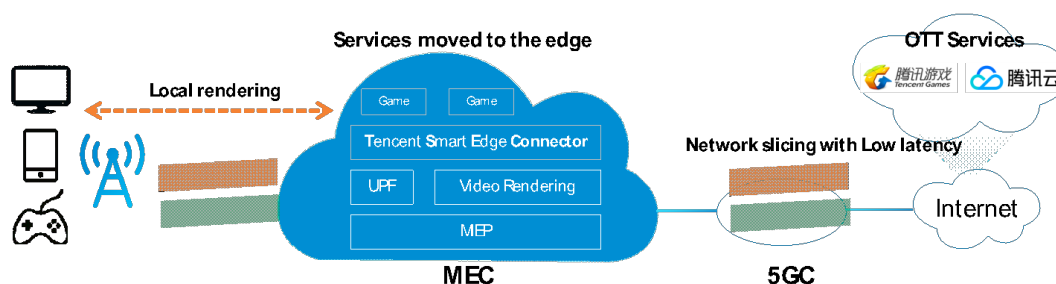 Services moved to the edge
OTT Services
腾讯游戏
Tencent Games
腾讯云
Local rendering
Game
Game
Tencent Smart Edge Connector
Network slicing with Low latency
UPF
Video Rendering
MEP
Internet
MEC
5GC